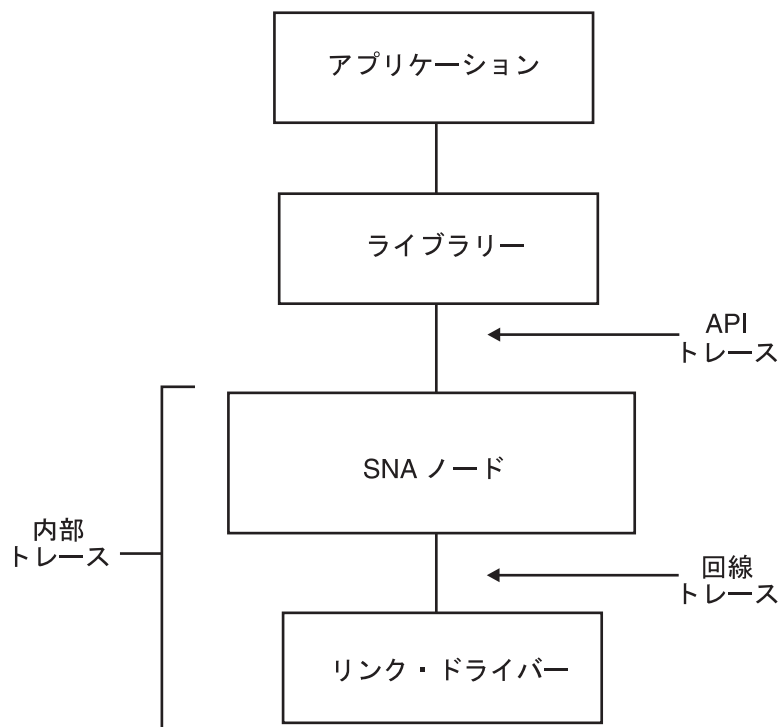 アプリケーション
ライブラリー
API
トレース
SNA ノード
内部
トレース
回線
トレース
リンク・ドライバー